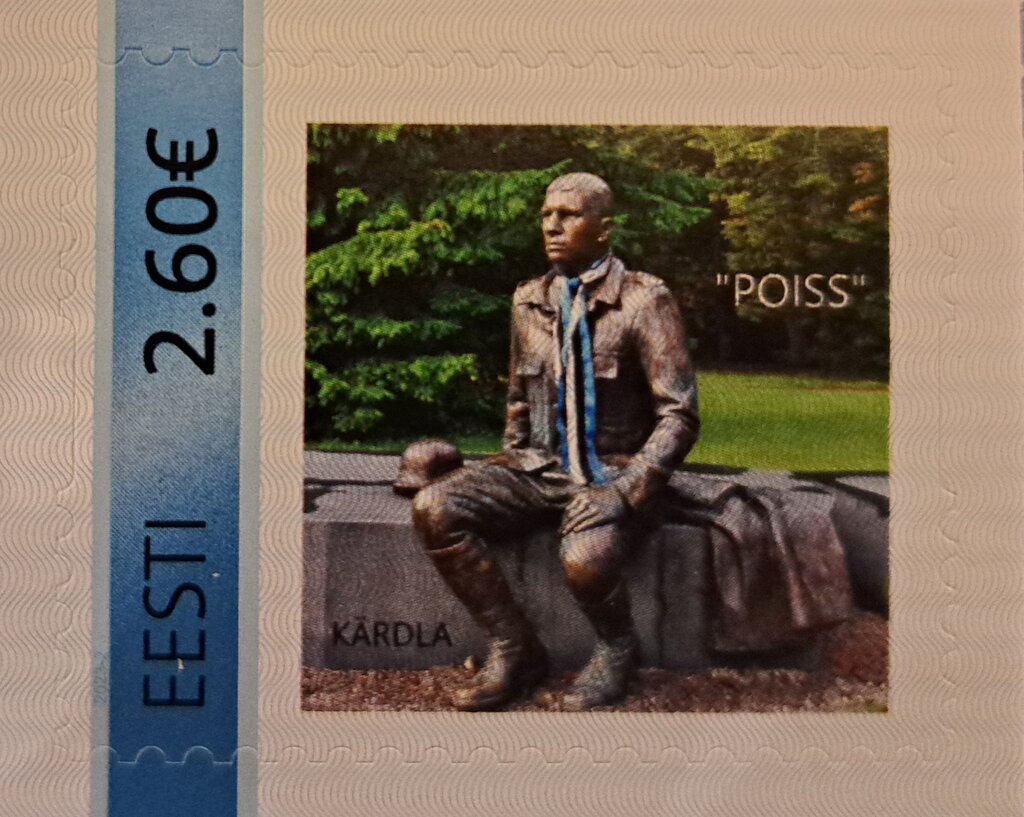 EESTI 2.60€
"POISS"
KÄRDLA